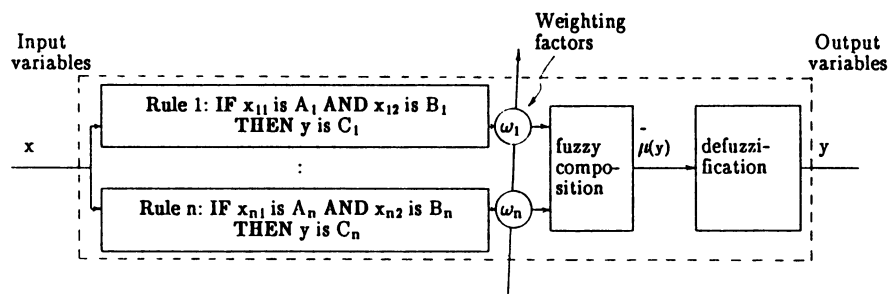 Weighting
factors
Input
variables
Output
variables
Rule 1: IF x₁₁ is A₁ AND x₁₂ is B₁
THEN y is C₁
ω₁
x
:
fuzzy
compo-
sition
μ̄(y)
defuzzi-
fication
y
Rule n: IF xₙ₁ is Aₙ AND xₙ₂ is Bₙ
THEN y is Cₙ
ωₙ